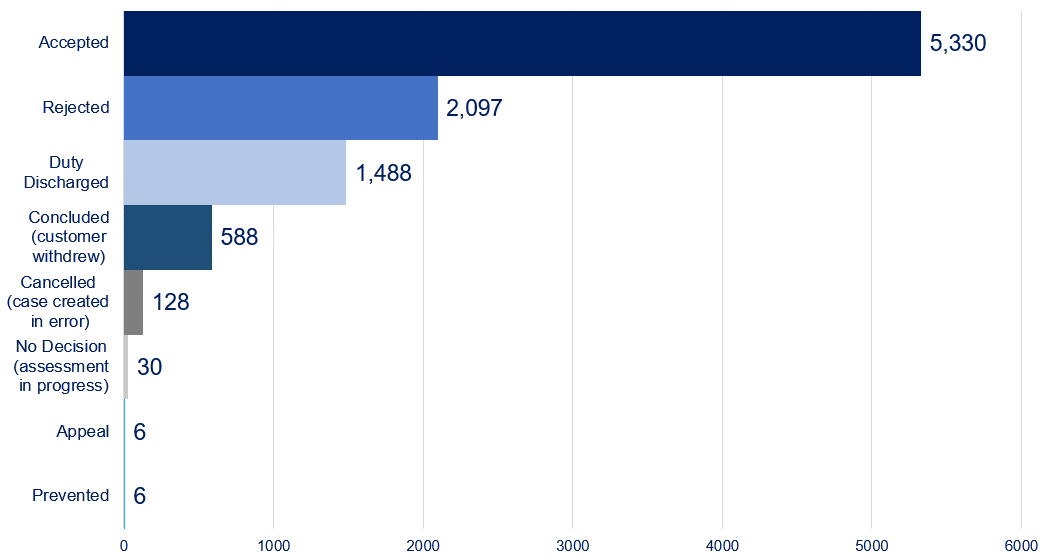 Accepted
5,330
Rejected
2,097
Duty
Discharged
1,488
Concluded
(customer
withdrew)
588
Cancelled
(case created
in error)
128
No Decision
(assessment
in progress)
30
Appeal
6
Prevented
6
0 1000 2000 3000 4000 5000 6000